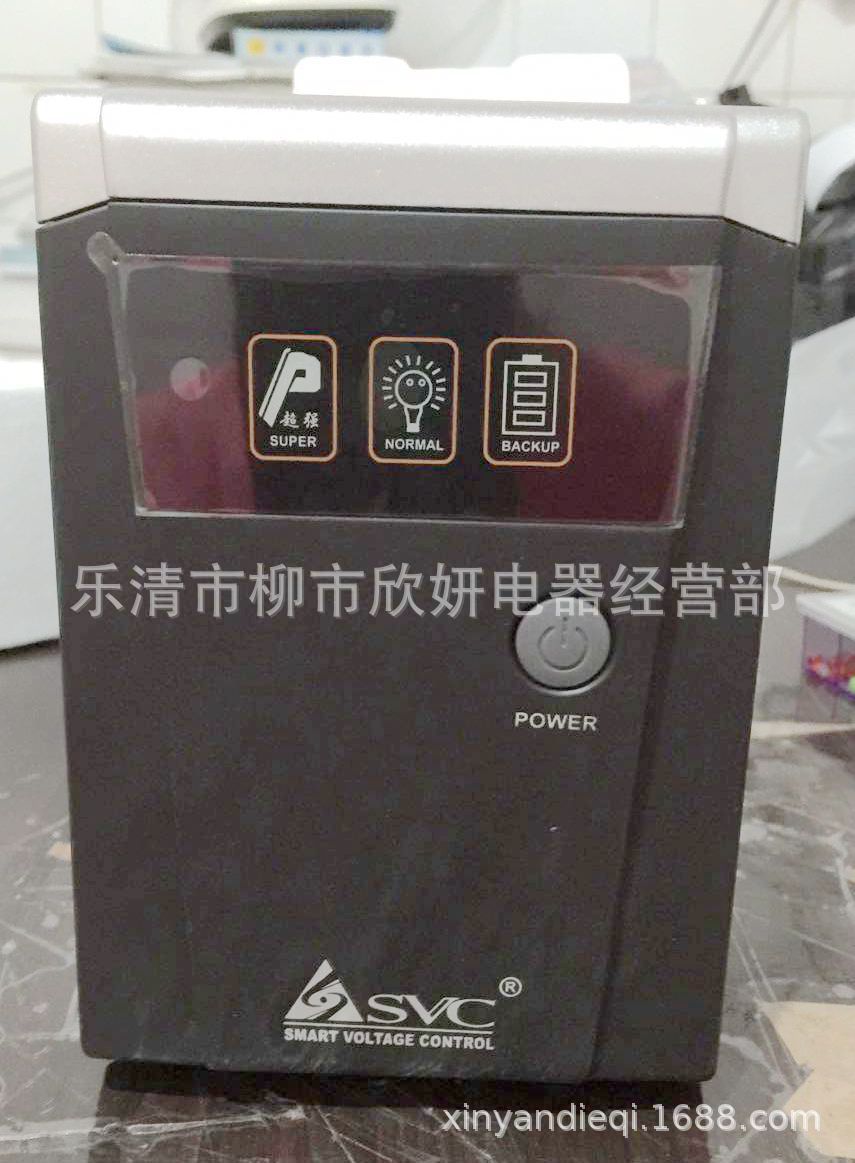 超强
SUPER
NORMAL
BACKUP
乐清市柳市欣妍电器经营部
POWER
SVC®
SMART VOLTAGE CONTROL
xinyandieqi.1688.com